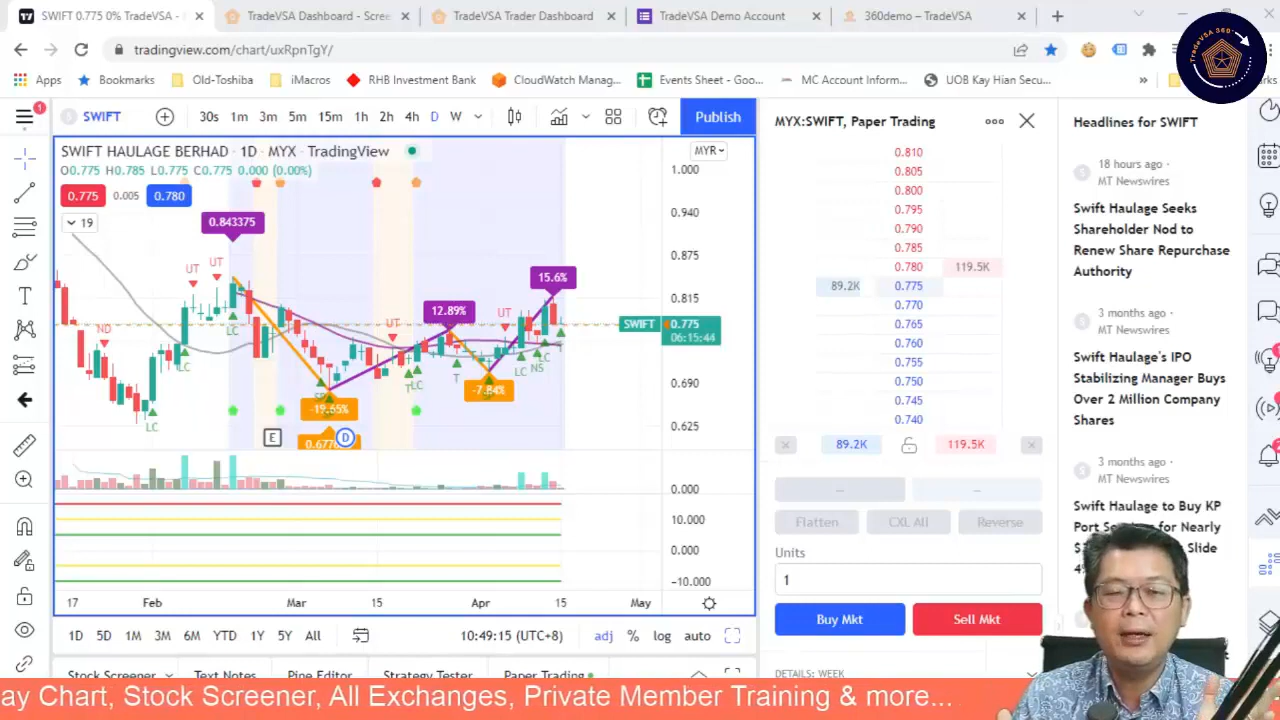 SWIFT 0.775 0% TradeVSA -
TradeVSA Dashboard - Scree
TradeVSA Trader Dashboard
TradeVSA Demo Account
360demo – TradeVSA
TradeVSA 360°
tradingview.com/chart/uxRpnTgY/
Apps
Bookmarks
Old-Toshiba
iMacros
RHB Investment Bank
CloudWatch Manag...
Events Sheet - Goo...
MC Account Inform...
UOB Kay Hian Secu...
»
1
SWIFT
30s 1m 3m 5m 15m 1h 2h 4h D W
Publish
SWIFT HAULAGE BERHAD · 1D · MYX · TradingView
MYR
O0.775 H0.785 L0.775 C0.775 0.000 (0.00%)
0.775 0.005 0.780
19
0.843375
15.6%
12.89%
-7.84%
-19.65%
UT
UT
UT
UT
ND
LC
LC
LC
LC
LC
LC
NS
T
T
T
E
D
1.000
0.940
0.875
0.815
SWIFT 0.775
06:15:44
0.690
0.625
0.000
10.000
0.000
-10.000
17 Feb Mar 15 Apr 15 May
1D 5D 1M 3M 6M YTD 1Y 5Y All
10:49:15 (UTC+8)
adj % log auto
Stock Screener
Text Notes
Pine Editor
Strategy Tester
Paper Trading
MYX:SWIFT, Paper Trading
0.810
0.805
0.800
0.795
0.790
0.785
0.780 119.5K
89.2K 0.775
0.770
0.765
0.760
0.755
0.750
0.745
0.740
89.2K 119.5K
Flatten
CXL All
Reverse
Units
1
Buy Mkt
Sell Mkt
DETAILS: WEEK
Headlines for SWIFT
18 hours ago ·
MT Newswires
Swift Haulage Seeks
Shareholder Nod to
Renew Share Repurchase
Authority
3 months ago ·
MT Newswires
Swift Haulage's IPO
Stabilizing Manager Buys
Over 2 Million Company
Shares
3 months ago ·
MT Newswires
Swift Haulage to Buy KP
Port for Nearly
Slide
ay Chart, Stock Screener, All Exchanges, Private Member Training & more...